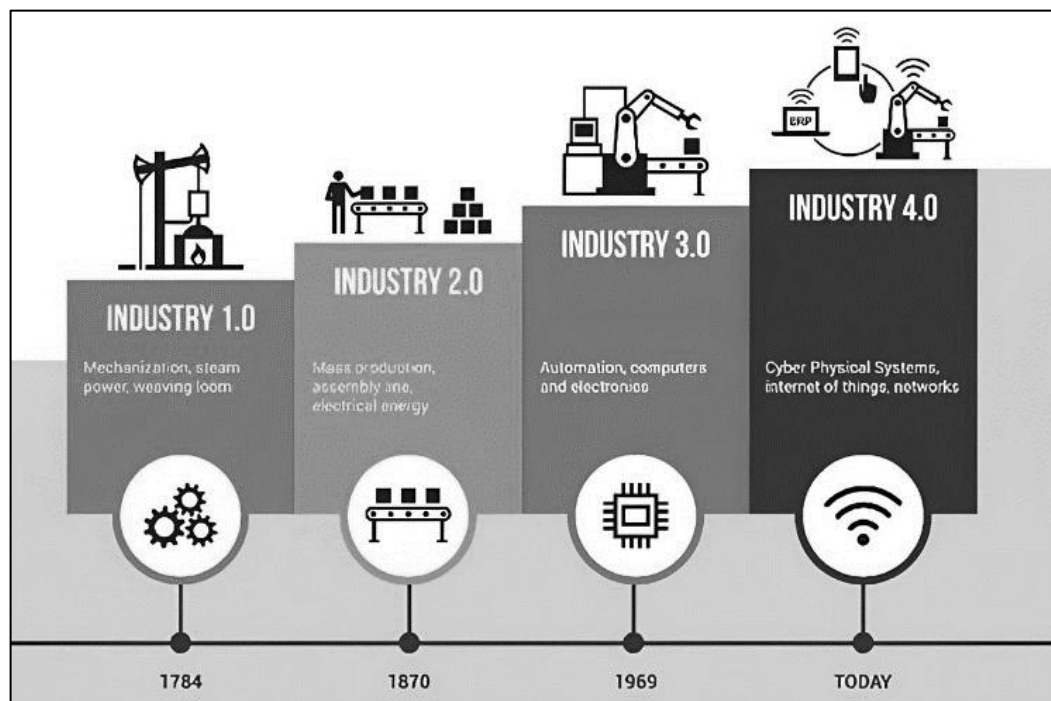 ERP
INDUSTRY 1.0
Mechanization, steam
power, weaving loom
INDUSTRY 2.0
Mass production,
assembly line,
electrical energy
INDUSTRY 3.0
Automation, computers
and electronics
INDUSTRY 4.0
Cyber Physical Systems,
internet of things, networks
1784
1870
1969
TODAY